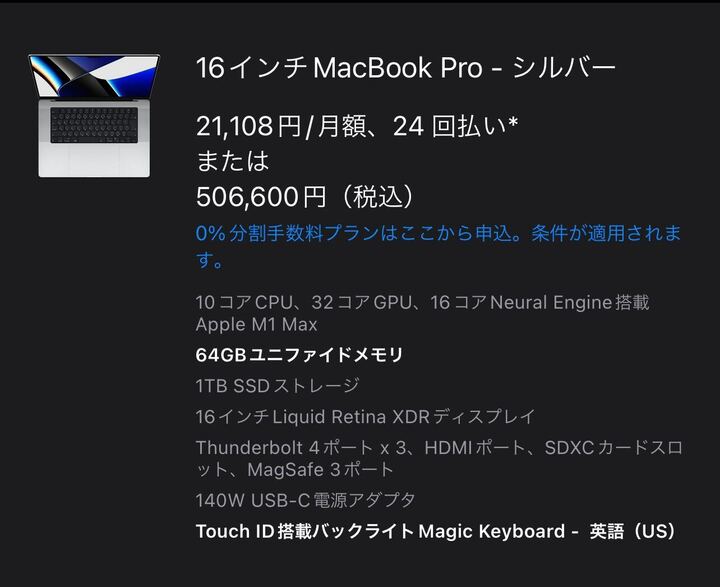 16インチMacBook Pro - シルバー
21,108円/月額、24 回払い*
または
506,600円（税込）
0%分割手数料プランはここから申込。条件が適用されま
す。
10コアCPU、32コアGPU、16コアNeural Engine搭載
Apple M1 Max
64GBユニファイドメモリ
1TB SSDストレージ
16インチLiquid Retina XDRディスプレイ
Thunderbolt 4ポート x 3、HDMIポート、SDXCカードスロ
ット、MagSafe 3ポート
140W USB-C電源アダプタ
Touch ID搭載バックライトMagic Keyboard - 英語（US）